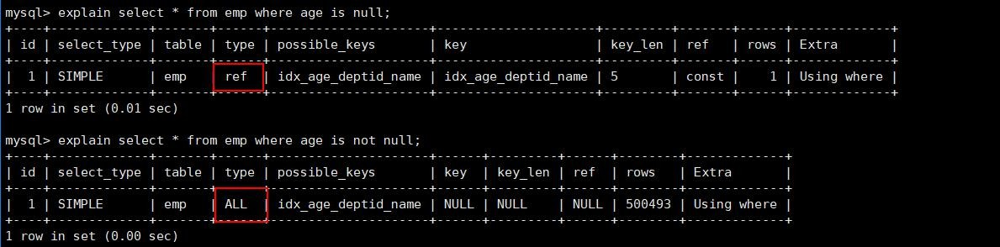 mysql> explain select * from emp where age is null;
+----+-------------+-------+------+----------------------+----------------------+---------+-------+------+-------------+
| id | select_type | table | type | possible_keys        | key                  | key_len | ref   | rows | Extra       |
+----+-------------+-------+------+----------------------+----------------------+---------+-------+------+-------------+
|  1 | SIMPLE      | emp   | ref  | idx_age_deptid_name | idx_age_deptid_name | 5       | const |    1 | Using where |
+----+-------------+-------+------+----------------------+----------------------+---------+-------+------+-------------+
1 row in set (0.01 sec)
mysql> explain select * from emp where age is not null;
+----+-------------+-------+------+----------------------+------+---------+------+--------+-------------+
| id | select_type | table | type | possible_keys        | key  | key_len | ref  | rows   | Extra       |
+----+-------------+-------+------+----------------------+------+---------+------+--------+-------------+
|  1 | SIMPLE      | emp   | ALL  | idx_age_deptid_name | NULL | NULL    | NULL | 500493 | Using where |
+----+-------------+-------+------+----------------------+------+---------+------+--------+-------------+
1 row in set (0.00 sec)